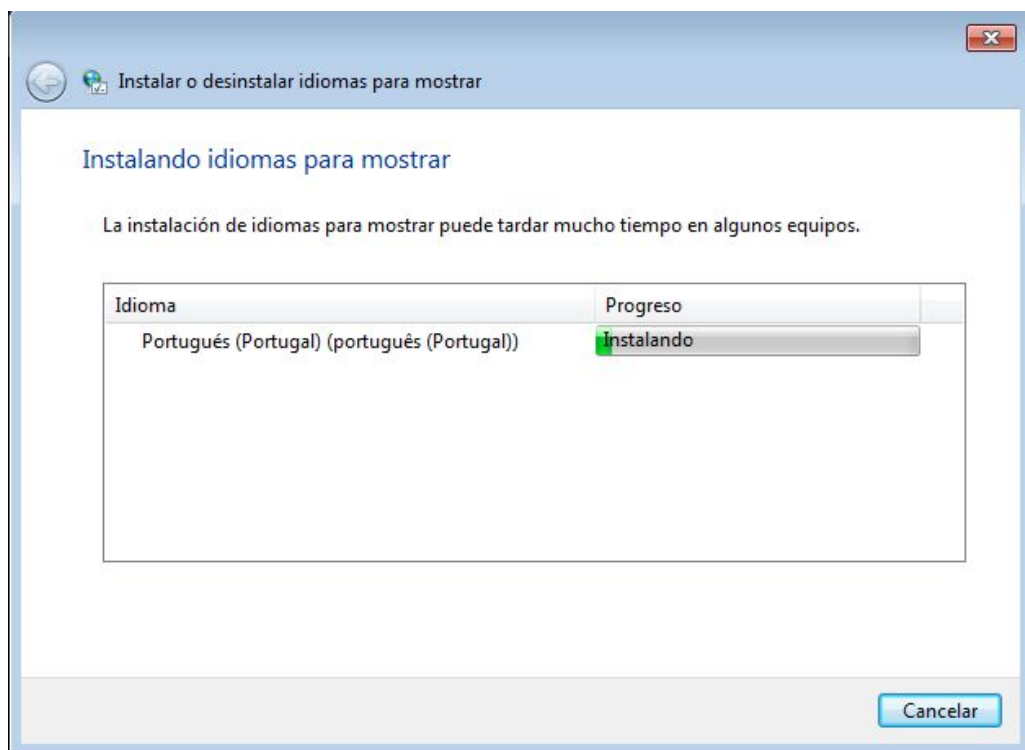 Instalar o desinstalar idiomas para mostrar
Instalando idiomas para mostrar
La instalación de idiomas para mostrar puede tardar mucho tiempo en algunos equipos.
Idioma Progreso
Portugués (Portugal) (português (Portugal)) Instalando
Cancelar